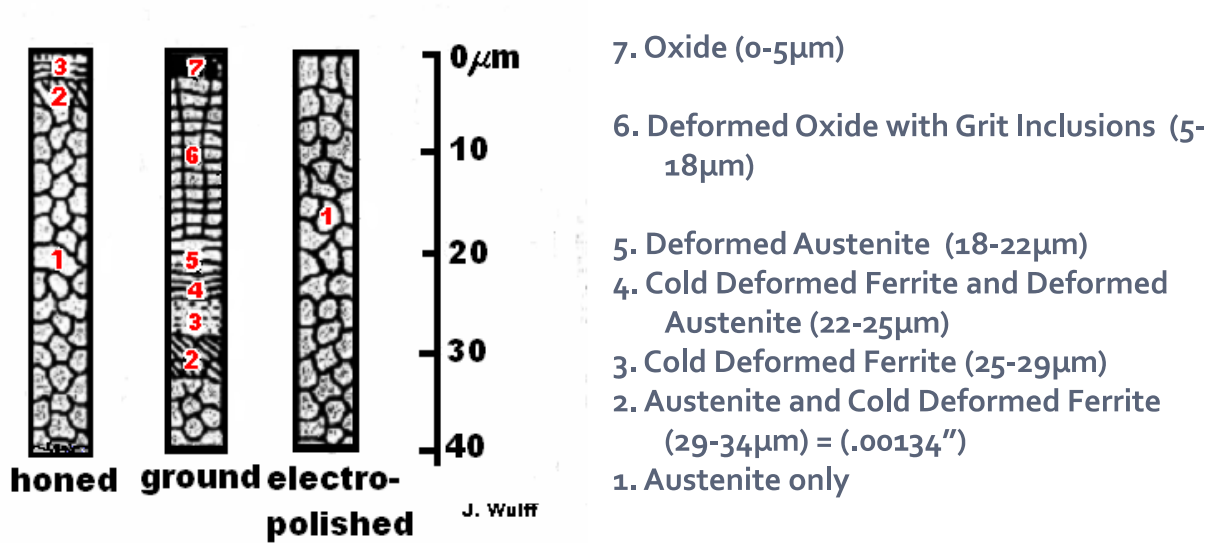 3
2
1
honed
7
6
5
4
3
2
ground
1
electro-
polished
J. Wulff
0μm
10
20
30
40
7. Oxide (0-5µm)
6. Deformed Oxide with Grit Inclusions (5-
18µm)
5. Deformed Austenite (18-22µm)
4. Cold Deformed Ferrite and Deformed
Austenite (22-25µm)
3. Cold Deformed Ferrite (25-29µm)
2. Austenite and Cold Deformed Ferrite
(29-34µm) = (.00134”)
1. Austenite only